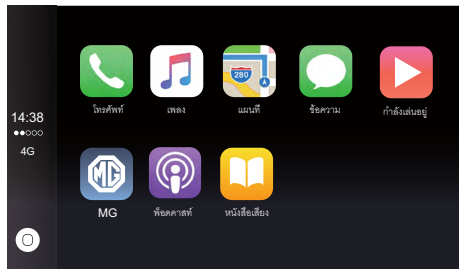 14:38
4G
280
โทรศัพท์
เพลง
แผนที่
ข้อความ
กำลังเล่นอยู่
MG
MG
พ็อดคาสท์
หนังสือเสียง